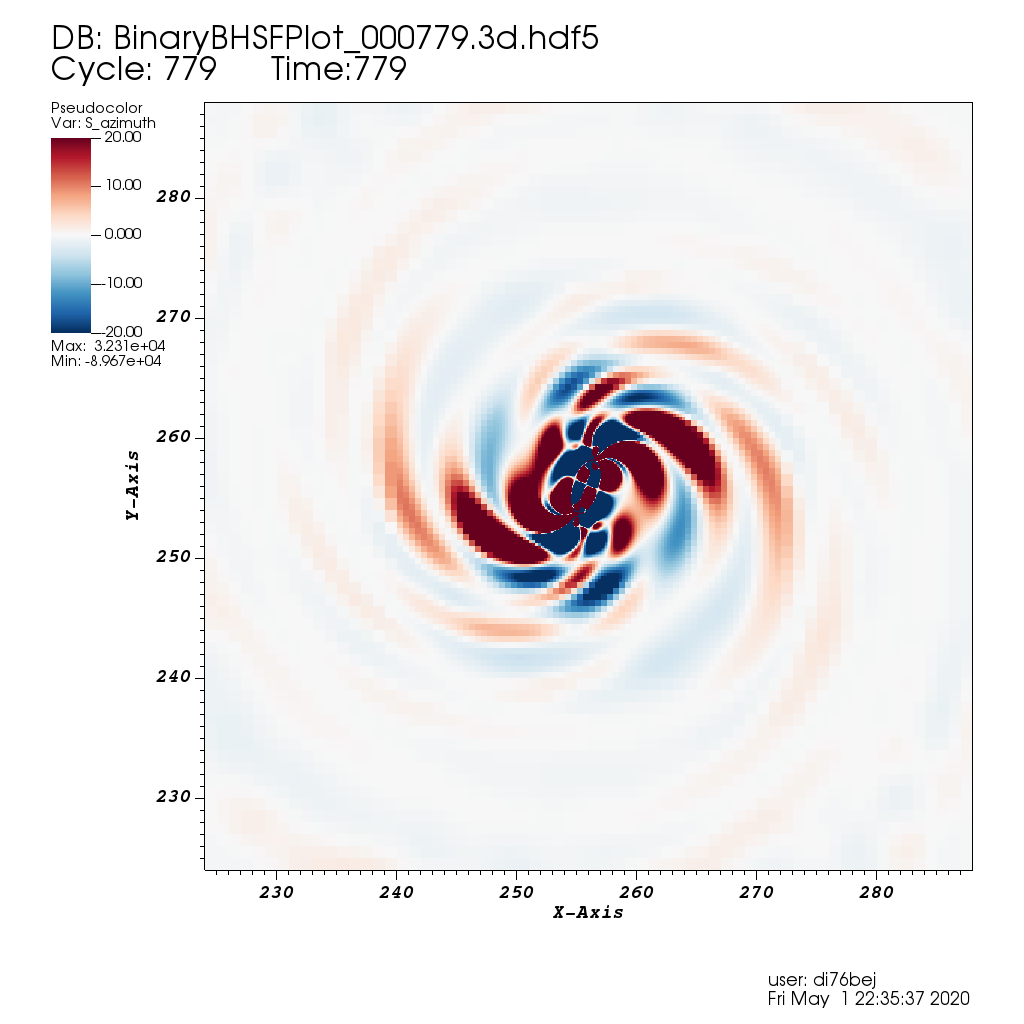 DB: BinaryBHSFPlot_000779.3d.hdf5
Cycle: 779 Time:779
Pseudocolor
Var: S_azimuth
20.00
10.00
0.000
-10.00
-20.00
Max: 3.231e+04
Min: -8.967e+04
280
270
260
250
240
230
Y-Axis
230 240 250 260 270 280
X-Axis
user: di76bej
Fri May 1 22:35:37 2020